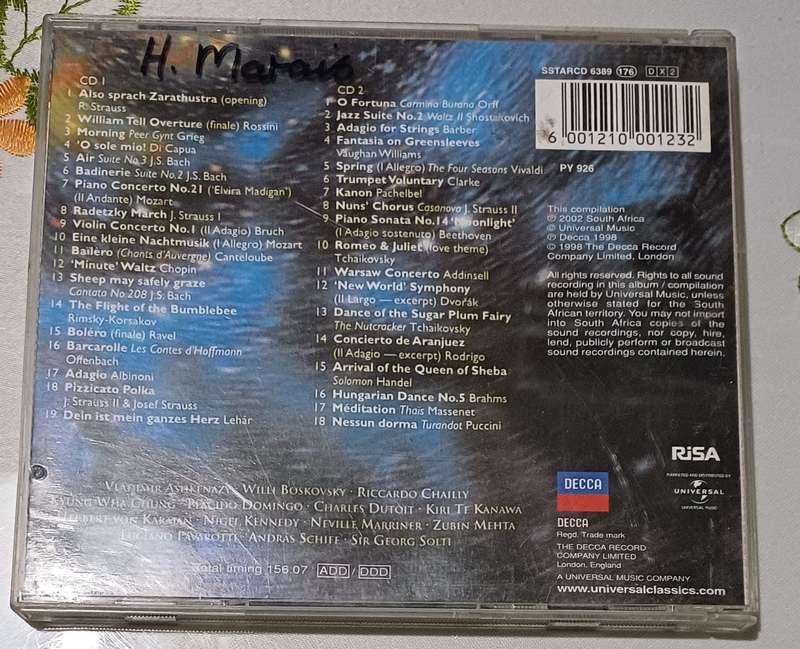 H. Marais
CD 1
1 Also sprach Zarathustra (opening)
R. Strauss
2 William Tell Overture (finale) Rossini
3 Morning Peer Gynt Grieg
4 'O sole mio! Di Capua
5 Air Suite No.3 J.S. Bach
6 Badinerie Suite No.2 J.S. Bach
7 Piano Concerto No.21 ('Elvira Madigan')
(II Andante) Mozart
8 Radetzky March J. Strauss I
9 Violin Concerto No.1 (II Adagio) Bruch
10 Eine kleine Nachtmusik (I Allegro) Mozart
11 Baïlèro (Chants d'Auvergne) Canteloube
12 'Minute' Waltz Chopin
13 Sheep may safely graze
Cantata No 208 J.S. Bach
14 The Flight of the Bumblebee
Rimsky-Korsakov
15 Boléro (finale) Ravel
16 Barcarolle Les Contes d'Hoffmann
Offenbach
17 Adagio Albinoni
18 Pizzicato Polka
J. Strauss II & Josef Strauss
19 Dein ist mein ganzes Herz Lehár
CD 2
1 O Fortuna Carmina Burana Orff
2 Jazz Suite No.2 Waltz II Shostakovich
3 Adagio for Strings Barber
4 Fantasia on Greensleeves
Vaughan Williams
5 Spring (I Allegro) The Four Seasons Vivaldi
6 Trumpet Voluntary Clarke
7 Kanon Pachelbel
8 Nuns' Chorus Casanova J. Strauss II
9 Piano Sonata No.14 'Moonlight'
(I Adagio sostenuto) Beethoven
10 Romeo & Juliet (love theme)
Tchaikovsky
11 Warsaw Concerto Addinsell
12 'New World' Symphony
(II Largo — excerpt) Dvořák
13 Dance of the Sugar Plum Fairy
The Nutcracker Tchaikovsky
14 Concierto de Aranjuez
(II Adagio — excerpt) Rodrigo
15 Arrival of the Queen of Sheba
Solomon Handel
16 Hungarian Dance No.5 Brahms
17 Méditation Thaïs Massenet
18 Nessun dorma Turandot Puccini
Vladimir Ashkenazy · Willi Boskovsky · Riccardo Chailly
Kyung Wha Chung · Plácido Domingo · Charles Dutoit · Kiri Te Kanawa
Herbert von Karajan · Nigel Kennedy · Neville Marriner · Zubin Mehta
Luciano Pavarotti · András Schiff · Sir Georg Solti
Total timing 156.07 ADD / DDD
SSTARCD 6389 (176) DX2
6 001210 001232
PY 926
This compilation
℗ 2002 South Africa
© Universal Music
℗ Decca 1998
© 1998 The Decca Record
Company Limited, London
All rights reserved. Rights to all sound
recording in this album / compilation
are held by Universal Music, unless
otherwise stated for the South
African territory. You may not import
into South Africa copies of the
sound recordings, nor copy, hire,
lend, publicly perform or broadcast
sound recordings contained herein.
RiSA
MARKETED AND DISTRIBUTED BY
UNIVERSAL
UNIVERSAL MUSIC
DECCA
DECCA
Regd. Trade mark
THE DECCA RECORD
COMPANY LIMITED
London, England
A UNIVERSAL MUSIC COMPANY
www.universalclassics.com